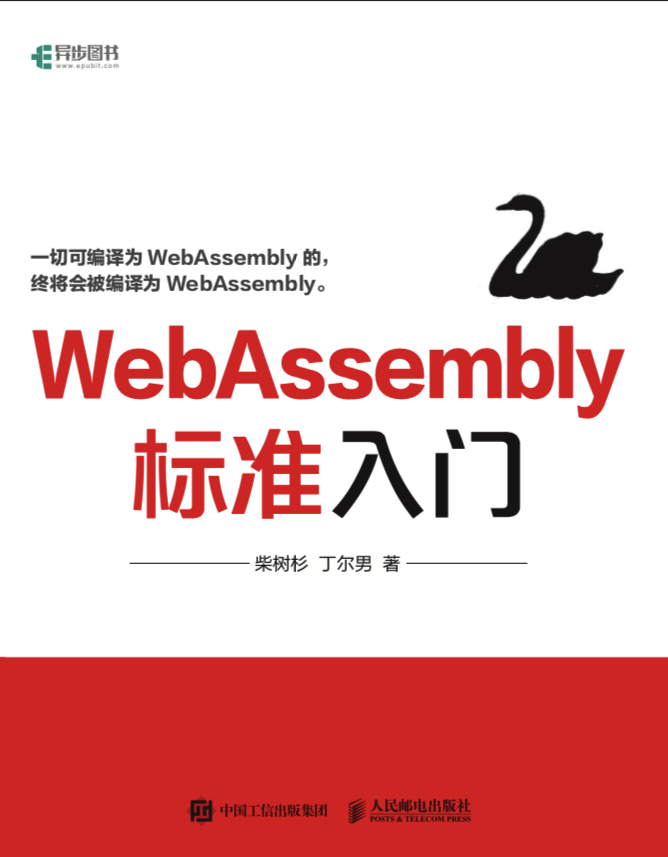 异步图书
www.epubit.com
一切可编译为 WebAssembly 的，
终将会被编译为 WebAssembly。
WebAssembly
标准入门
柴树杉 丁尔男 著
中国工信出版集团
人民邮电出版社
POSTS & TELECOM PRESS